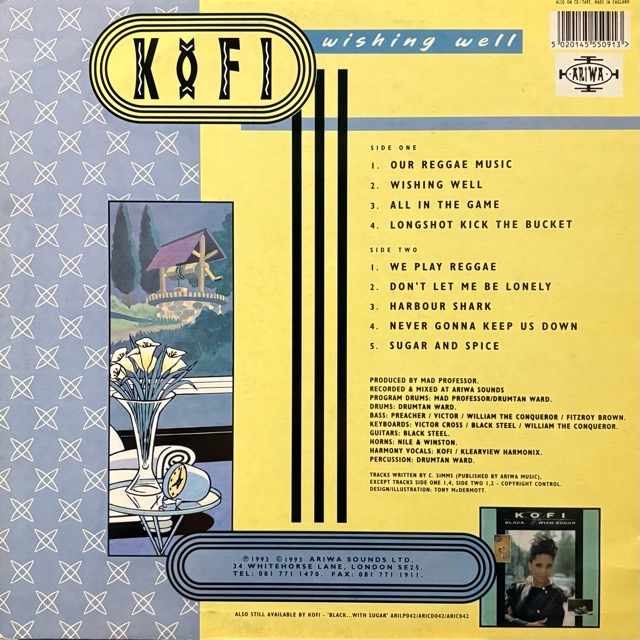 ALSO ON CD/TAPE. MADE IN ENGLAND.
KOFI
wishing well
5 020145 550913 >
ARIWA
SIDE ONE
1. OUR REGGAE MUSIC
2. WISHING WELL
3. ALL IN THE GAME
4. LONGSHOT KICK THE BUCKET
SIDE TWO
1. WE PLAY REGGAE
2. DON'T LET ME BE LONELY
3. HARBOUR SHARK
4. NEVER GONNA KEEP US DOWN
5. SUGAR AND SPICE
PRODUCED BY MAD PROFESSOR.
RECORDED & MIXED AT ARIWA SOUNDS
PROGRAM DRUMS: MAD PROFESSOR/DRUMTAN WARD.
DRUMS: DRUMTAN WARD.
BASS: PREACHER / VICTOR / WILLIAM THE CONQUEROR / FITZROY BROWN.
KEYBOARDS: VICTOR CROSS / BLACK STEEL / WILLIAM THE CONQUEROR.
GUITARS: BLACK STEEL.
HORNS: NILE & WINSTON.
HARMONY VOCALS: KOFI / KLEARVIEW HARMONIX.
PERCUSSION: DRUMTAN WARD.
TRACKS WRITTEN BY C. SIMMS (PUBLISHED BY ARIWA MUSIC).
EXCEPT TRACKS SIDE ONE 1,4, SIDE TWO 1,2 - COPYRIGHT CONTROL.
DESIGN/ILLUSTRATION: TONY McDERMOTT.
KOFI
BLACK... WITH SUGAR
℗1993 ©1993 ARIWA SOUNDS LTD.
34 WHITEHORSE LANE, LONDON SE25.
TEL: 081 771 1470. FAX: 081 771 1911.
ALSO STILL AVAILABLE BY KOFI - 'BLACK...WITH SUGAR' ARILP042/ARICD042/ARIC042